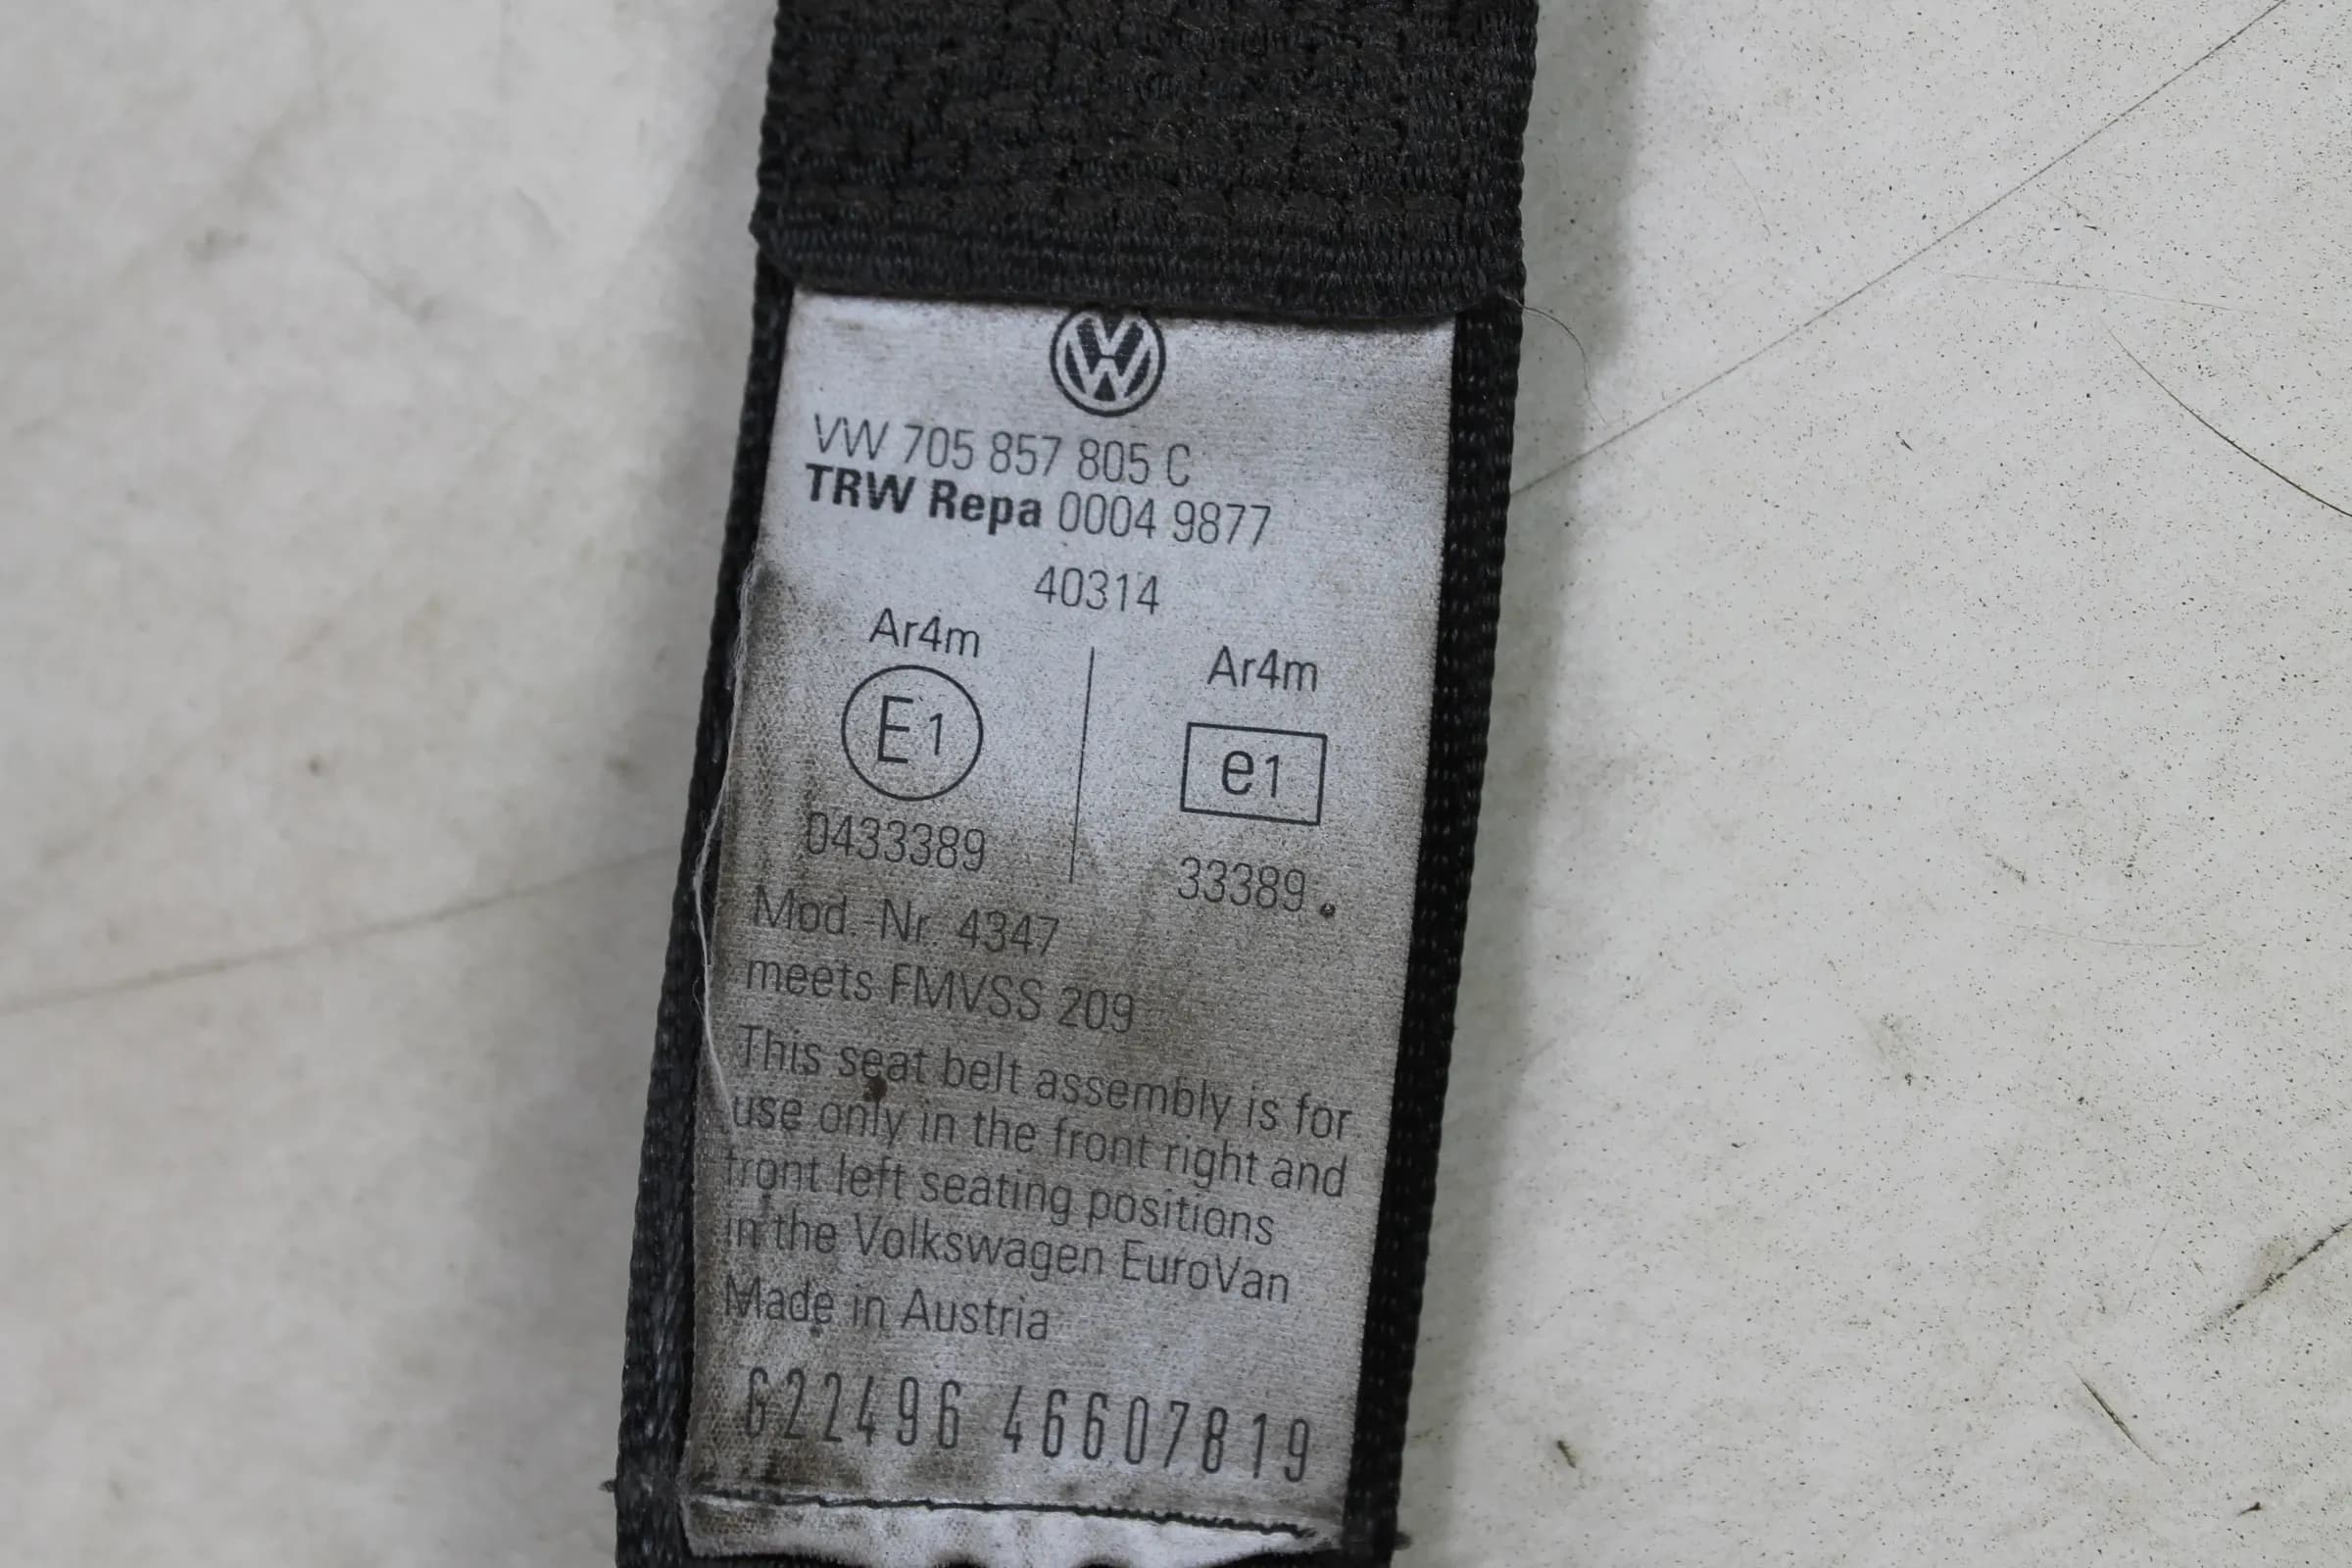 VW 705 857 805 C
TRW Repa 0004 9877
40314
Ar4m Ar4m
E1 e1
0433389 33389.
Mod.-Nr. 4347
meets FMVSS 209
This seat belt assembly is for
use only in the front right and
front left seating positions
in the Volkswagen EuroVan
Made in Austria
G22496 46607819